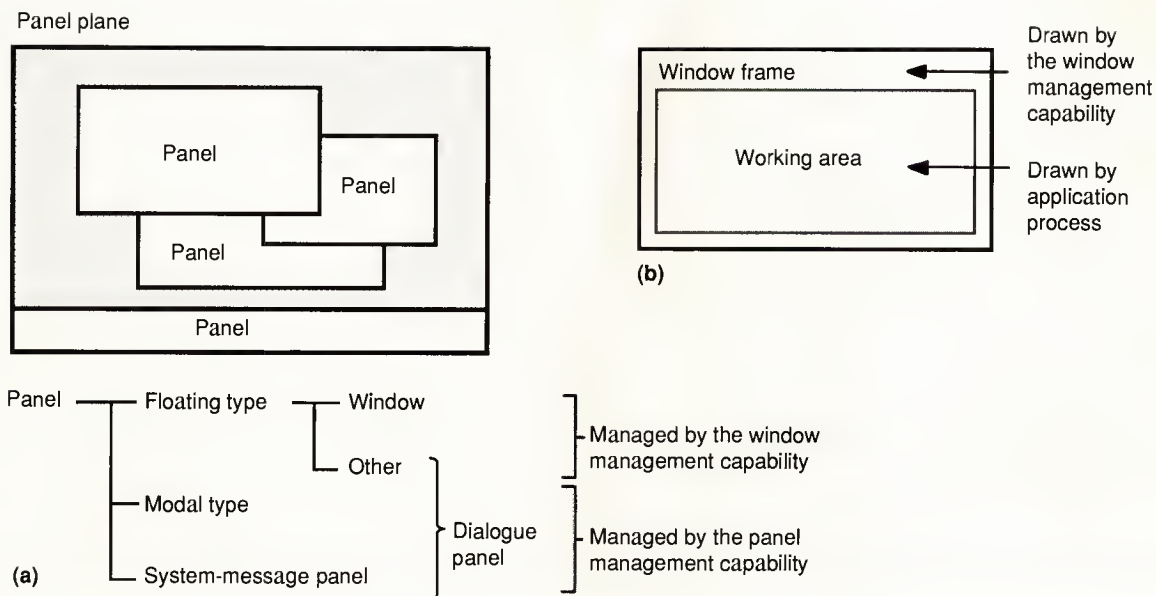 Panel plane
Panel
Panel
Panel
Panel
Panel
Floating type
Window
Other
Modal type
System-message panel
Dialogue
panel
Managed by the window
management capability
Managed by the panel
management capability
(a)
Window frame
Working area
Drawn by
the window
management
capability
Drawn by
application
process
(b)